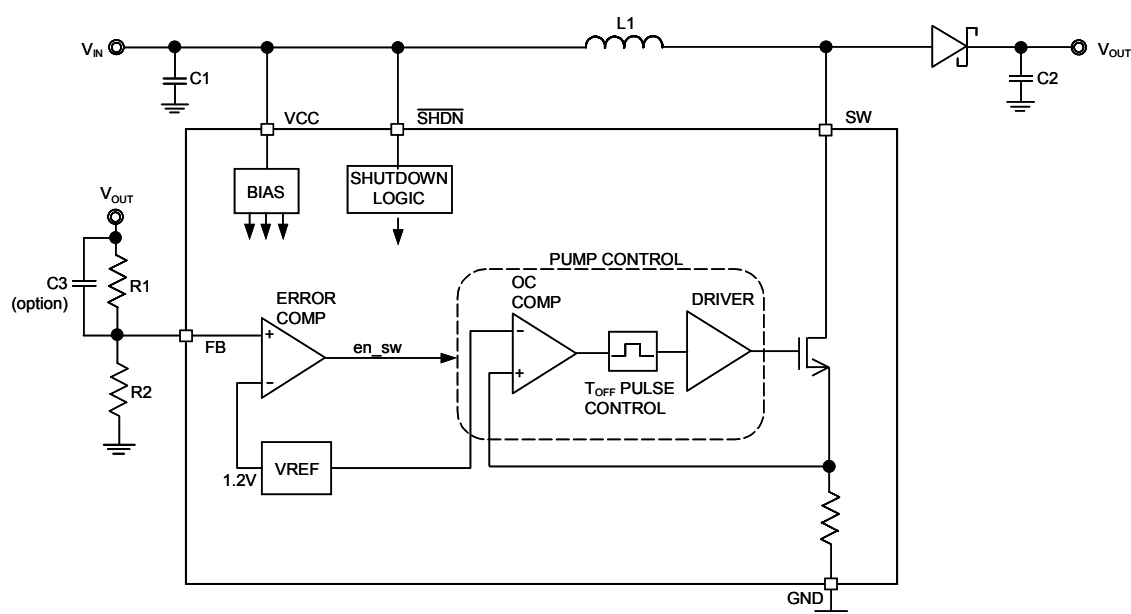 L1
VIN
VOUT
C1
C2
VCC
SHDN
SW
BIAS
SHUTDOWN
LOGIC
VOUT
PUMP CONTROL
C3
(option)
R1
ERROR
COMP
OC
COMP
DRIVER
+
-
FB
en_sw
R2
-
+
TOFF PULSE
CONTROL
1.2V
VREF
GND